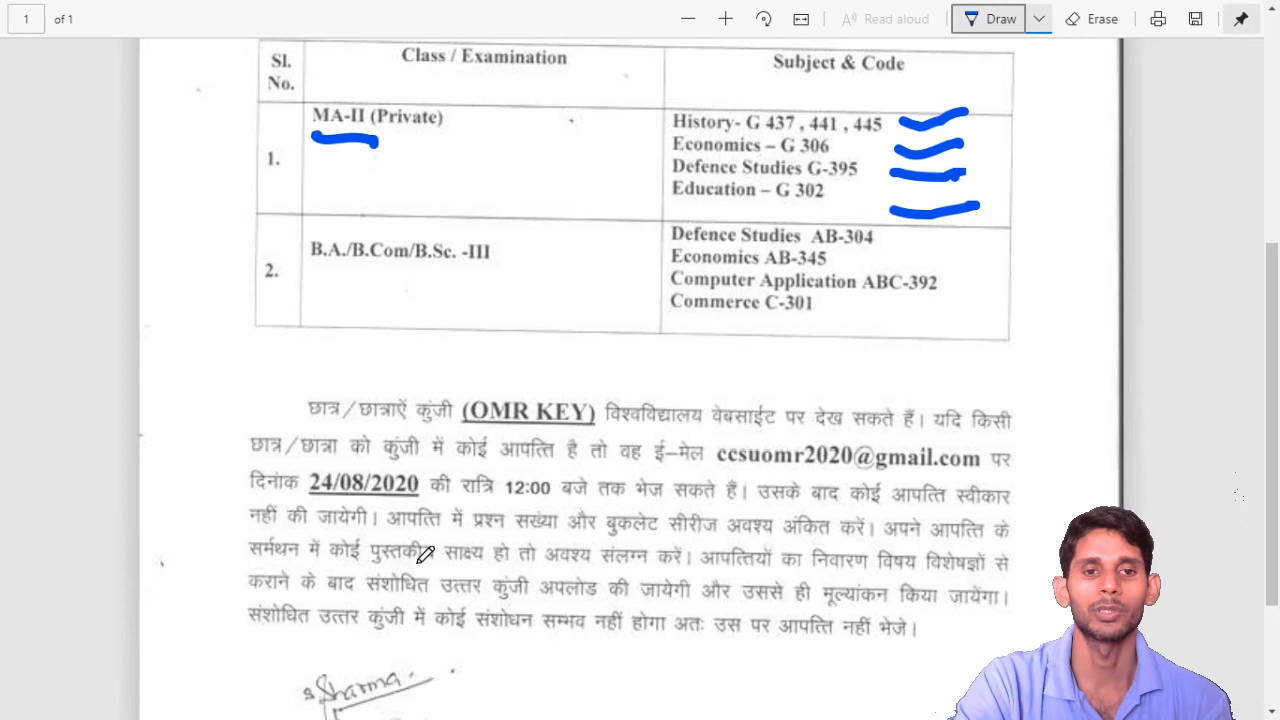 1 of 1 Read aloud Draw Erase
Sl. No. Class / Examination Subject & Code
1. MA-II (Private) History- G 437 , 441 , 445
Economics – G 306
Defence Studies G-395
Education – G 302
2. B.A./B.Com/B.Sc. -III Defence Studies AB-304
Economics AB-345
Computer Application ABC-392
Commerce C-301
छात्र/छात्राऐं कुंजी (OMR KEY) विश्वविद्यालय वेबसाईट पर देख सकते हैं। यदि किसी
छात्र/छात्रा को कुंजी में कोई आपत्ति है तो वह ई–मेल ccsuomr2020@gmail.com पर
दिनांक 24/08/2020 की रात्रि 12:00 बजे तक भेज सकते हैं। उसके बाद कोई आपत्ति स्वीकार
नहीं की जायेगी। आपत्ति में प्रश्न सख्या और बुकलेट सीरीज अवश्य अंकित करें। अपने आपत्ति के
सर्मथन में कोई पुस्तकीय साक्ष्य हो तो अवश्य संलग्न करें। आपत्तियों का निवारण विषय विशेषज्ञों से
कराने के बाद संशोधित उत्तर कुंजी अपलोड की जायेगी और उससे ही मूल्यांकन किया जायेंगा।
संशोधित उत्तर कुंजी में कोई संशोधन सम्भव नहीं होगा अतः उस पर आपत्ति नहीं भेजे।
Sharma